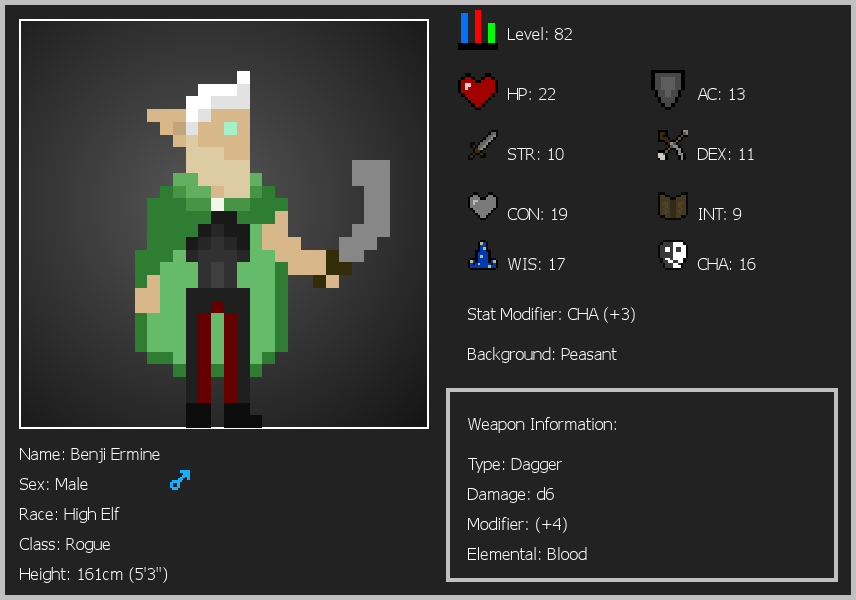 Level: 82
HP: 22
AC: 13
STR: 10
DEX: 11
CON: 19
INT: 9
WIS: 17
CHA: 16
Stat Modifier: CHA (+3)
Background: Peasant
Weapon Information:
Type: Dagger
Damage: d6
Modifier: (+4)
Elemental: Blood
Name: Benji Ermine
Sex: Male
Race: High Elf
Class: Rogue
Height: 161cm (5'3")